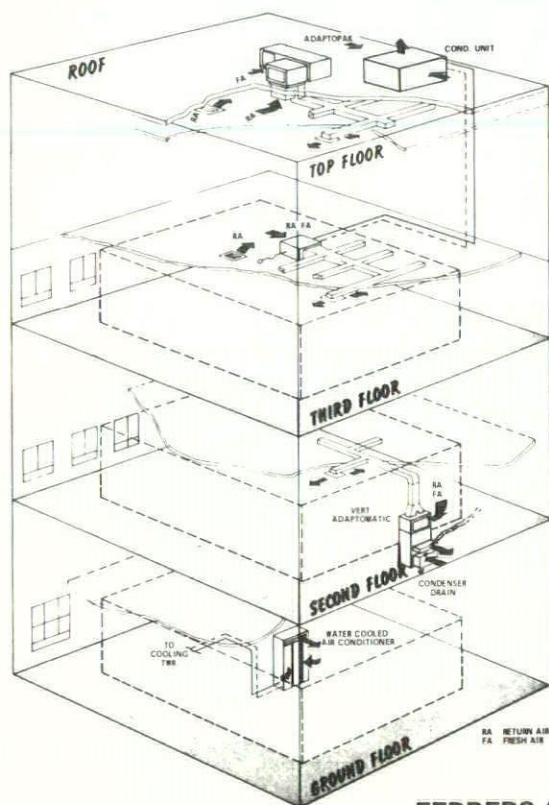 ADAPTOPAK
COND. UNIT
ROOF
FA
RA
RA
TOP FLOOR
RA
RA FA
THIRD FLOOR
VERT
ADAPTOMATIC
RA
FA
SECOND FLOOR
CONDENSER
DRAIN
TO
COOLING
TWR
WATER COOLED
AIR CONDITIONER
GROUND FLOOR
RA RETURN AIR
FA FRESH AIR